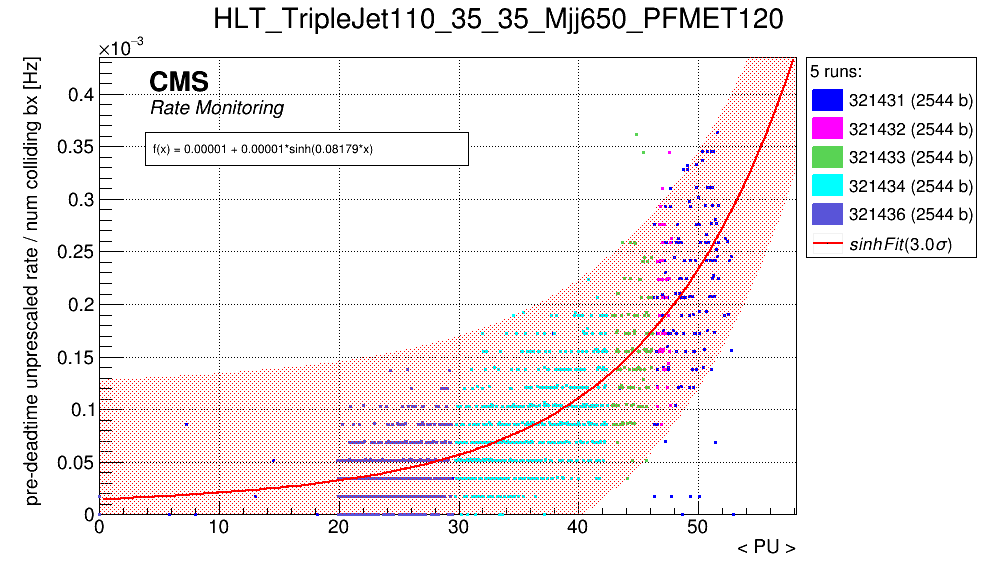 HLT_TripleJet110_35_35_Mjj650_PFMET120
×10⁻³
pre-deadtime unprescaled rate / num colliding bx [Hz]
CMS
Rate Monitoring
f(x) = 0.00001 + 0.00001*sinh(0.08179*x)
0.4
0.35
0.3
0.25
0.2
0.15
0.1
0.05
0
0 10 20 30 40 50
< PU >
5 runs:
321431 (2544 b)
321432 (2544 b)
321433 (2544 b)
321434 (2544 b)
321436 (2544 b)
sinhFit(3.0σ)